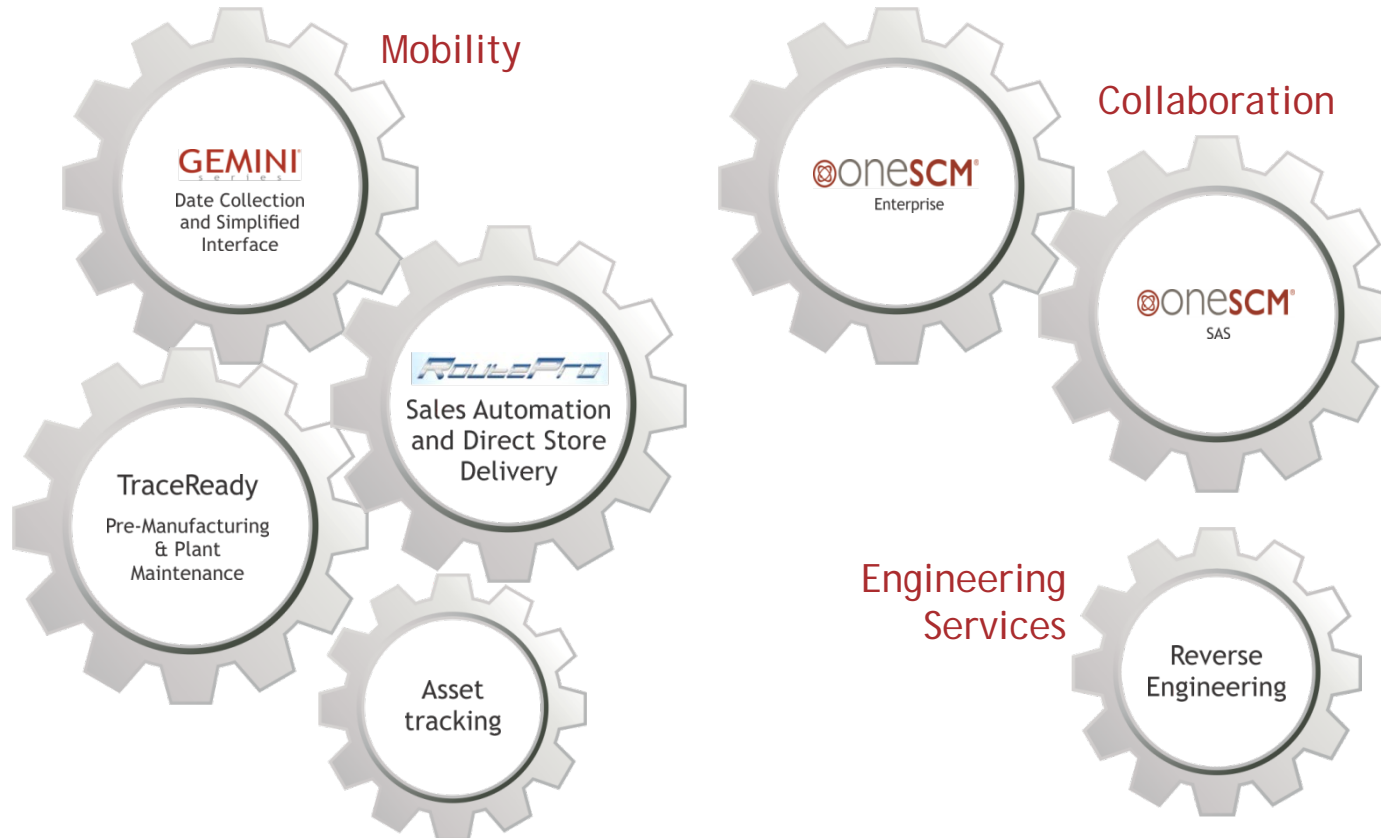 Mobility
GEMINI®
series
Date Collection
and Simplified
Interface
RoutePro
Sales Automation
and Direct Store
Delivery
TraceReady
Pre-Manufacturing
& Plant
Maintenance
Asset
tracking
Collaboration
oneSCM®
Enterprise
oneSCM®
SAS
Engineering
Services
Reverse
Engineering